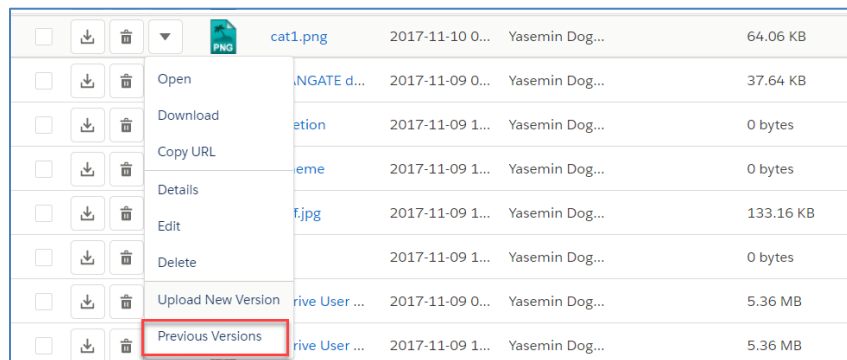 PNG cat1.png 2017-11-10 0... Yasemin Dog... 64.06 KB
Open ANGATE d... 2017-11-09 0... Yasemin Dog... 37.64 KB
Download etion 2017-11-09 1... Yasemin Dog... 0 bytes
Copy URL eme 2017-11-09 1... Yasemin Dog... 0 bytes
Details
Edit f.jpg 2017-11-09 1... Yasemin Dog... 133.16 KB
Delete 2017-11-09 1... Yasemin Dog... 0 bytes
Upload New Version rive User ... 2017-11-09 0... Yasemin Dog... 5.36 MB
Previous Versions rive User ... 2017-11-09 1... Yasemin Dog... 5.36 MB